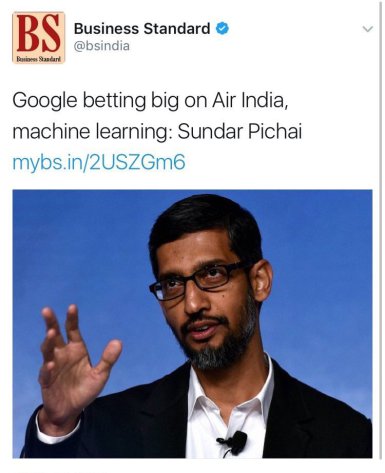 BS
Business Standard
Business Standard
@bsindia
Google betting big on Air India,
machine learning: Sundar Pichai
mybs.in/2USZGm6